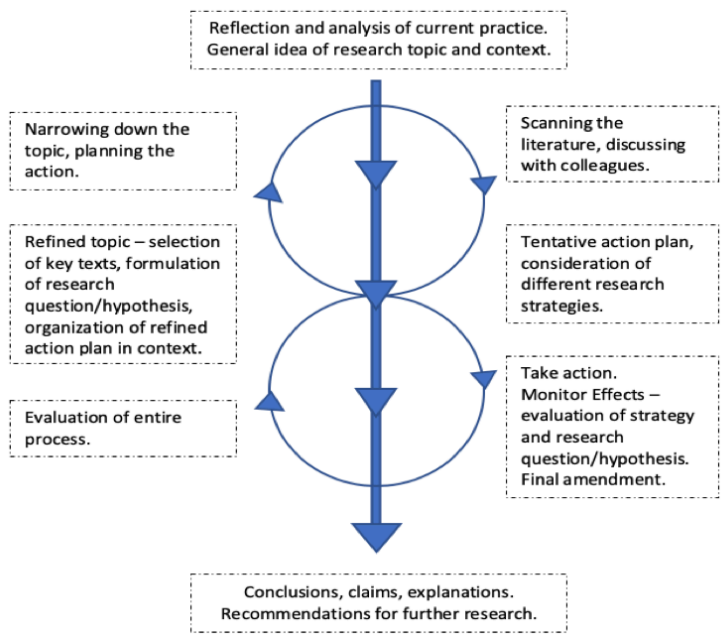 Reflection and analysis of current practice.
General idea of research topic and context.
Narrowing down the
topic, planning the
action.
Scanning the
literature, discussing
with colleagues.
Refined topic – selection
of key texts, formulation
of research
question/hypothesis,
organization of refined
action plan in context.
Tentative action plan,
consideration of
different research
strategies.
Evaluation of entire
process.
Take action.
Monitor Effects –
evaluation of strategy
and research
question/hypothesis.
Final amendment.
Conclusions, claims, explanations.
Recommendations for further research.